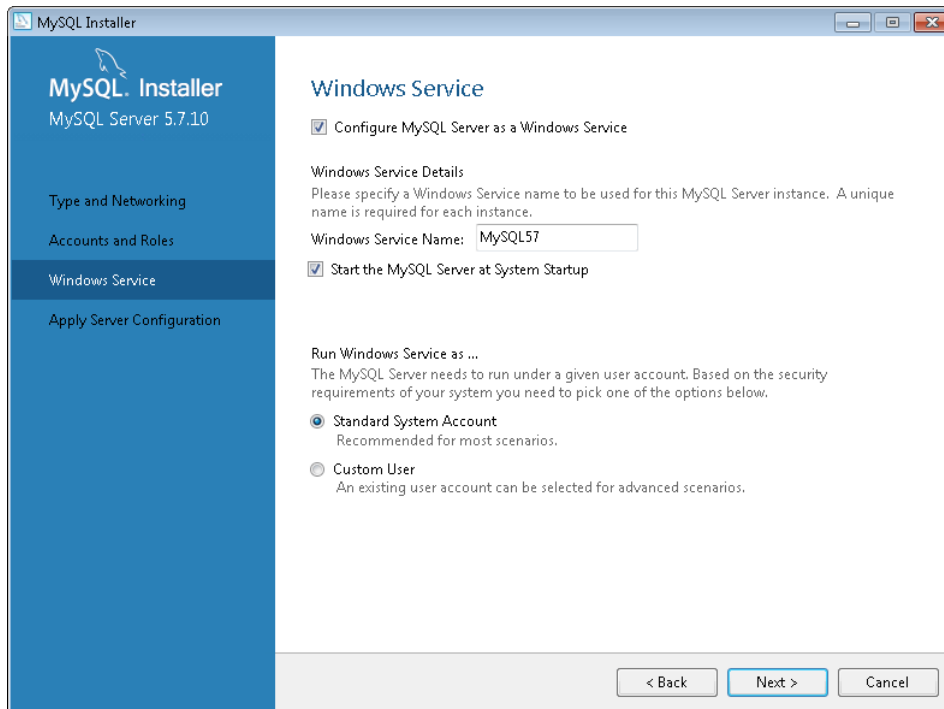 MySQL Installer
MySQL. Installer
MySQL Server 5.7.10
Type and Networking
Accounts and Roles
Windows Service
Apply Server Configuration
Windows Service
Configure MySQL Server as a Windows Service
Windows Service Details
Please specify a Windows Service name to be used for this MySQL Server instance. A unique
name is required for each instance.
Windows Service Name: MySQL57
Start the MySQL Server at System Startup
Run Windows Service as ...
The MySQL Server needs to run under a given user account. Based on the security
requirements of your system you need to pick one of the options below.
Standard System Account
Recommended for most scenarios.
Custom User
An existing user account can be selected for advanced scenarios.
< Back Next > Cancel